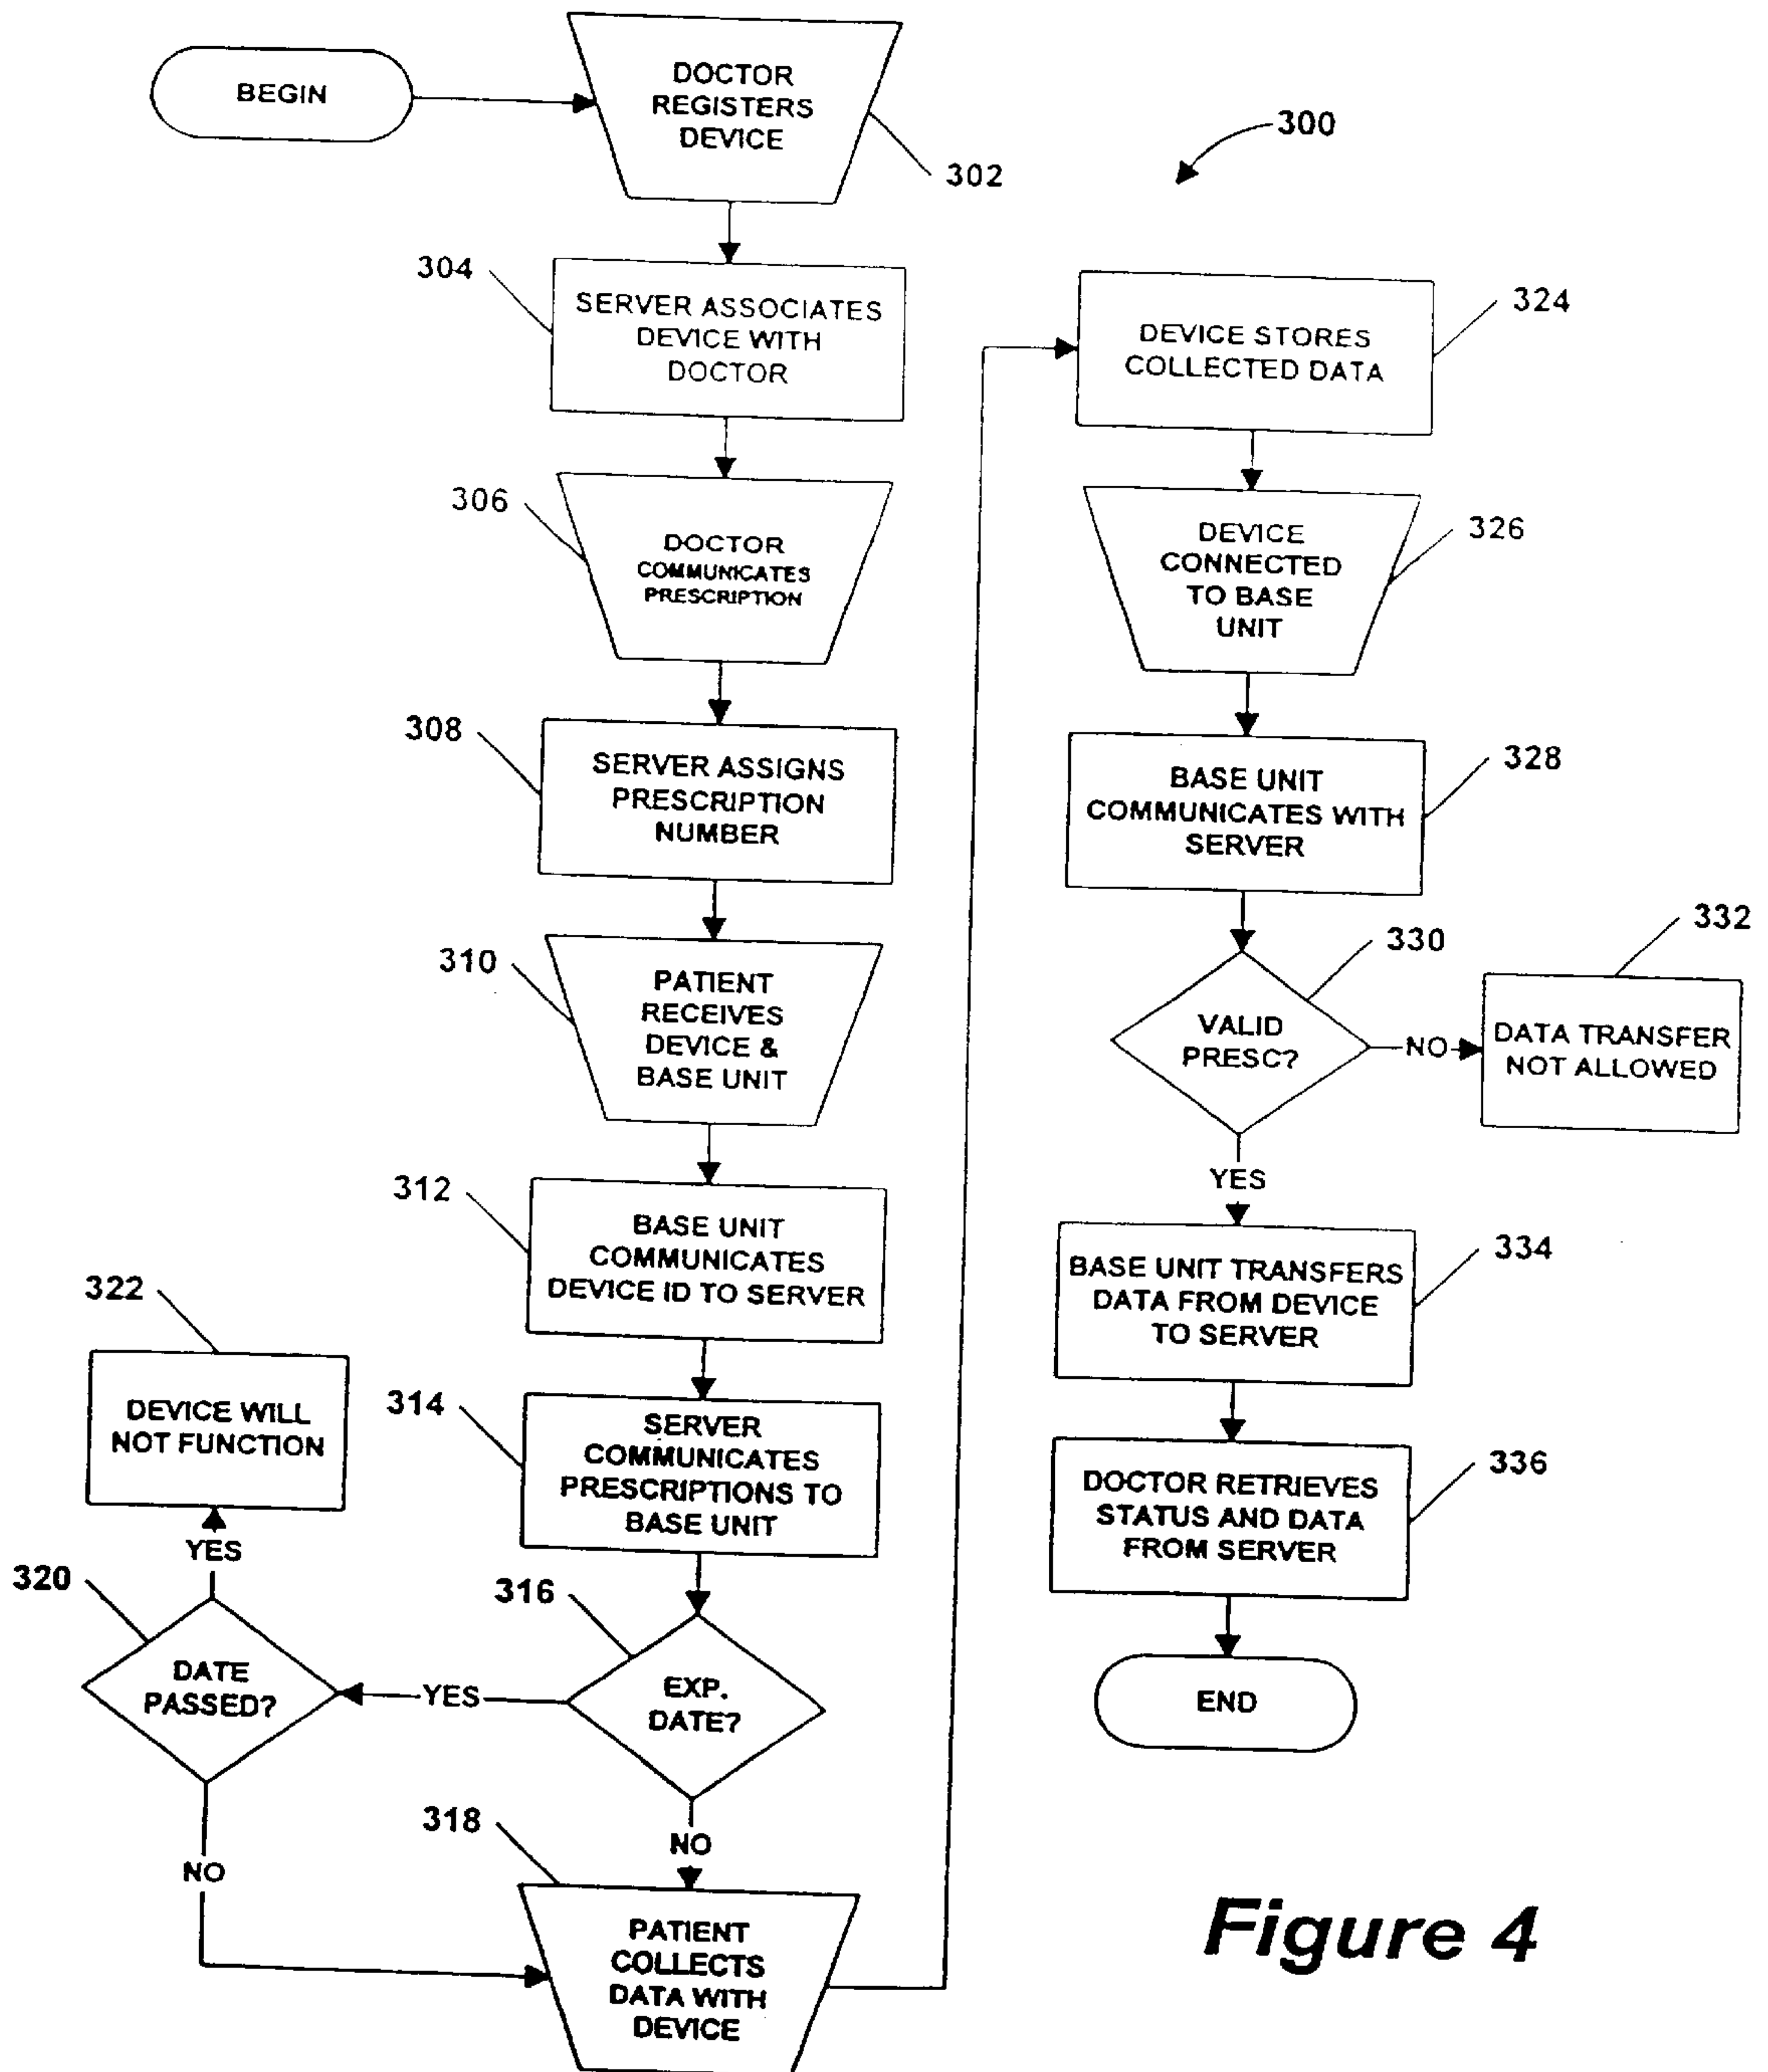 BEGIN
DOCTOR
REGISTERS
DEVICE
302
300
304
SERVER ASSOCIATES
DEVICE WITH
DOCTOR
306
DOCTOR
COMMUNICATES
PRESCRIPTION
308
SERVER ASSIGNS
PRESCRIPTION
NUMBER
310
PATIENT
RECEIVES
DEVICE &
BASE UNIT
312
BASE UNIT
COMMUNICATES
DEVICE ID TO SERVER
314
SERVER
COMMUNICATES
PRESCRIPTIONS TO
BASE UNIT
316
EXP.
DATE?
YES
NO
320
DATE
PASSED?
YES
NO
322
DEVICE WILL
NOT FUNCTION
318
PATIENT
COLLECTS
DATA WITH
DEVICE
324
DEVICE STORES
COLLECTED DATA
326
DEVICE
CONNECTED
TO BASE
UNIT
328
BASE UNIT
COMMUNICATES WITH
SERVER
330
VALID
PRESC?
NO
332
DATA TRANSFER
NOT ALLOWED
YES
334
BASE UNIT TRANSFERS
DATA FROM DEVICE
TO SERVER
336
DOCTOR RETRIEVES
STATUS AND DATA
FROM SERVER
END
Figure 4